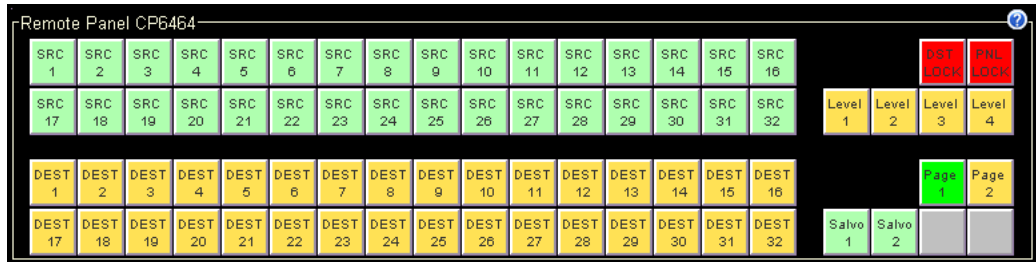 Remote Panel CP6464 ?
SRC SRC SRC SRC SRC SRC SRC SRC SRC SRC SRC SRC SRC SRC SRC SRC DST PNL
1 2 3 4 5 6 7 8 9 10 11 12 13 14 15 16 LOCK LOCK
SRC SRC SRC SRC SRC SRC SRC SRC SRC SRC SRC SRC SRC SRC SRC SRC Level Level Level Level
17 18 19 20 21 22 23 24 25 26 27 28 29 30 31 32 1 2 3 4
DEST DEST DEST DEST DEST DEST DEST DEST DEST DEST DEST DEST DEST DEST DEST DEST Page Page
1 2 3 4 5 6 7 8 9 10 11 12 13 14 15 16 1 2
DEST DEST DEST DEST DEST DEST DEST DEST DEST DEST DEST DEST DEST DEST DEST DEST Salvo Salvo
17 18 19 20 21 22 23 24 25 26 27 28 29 30 31 32 1 2